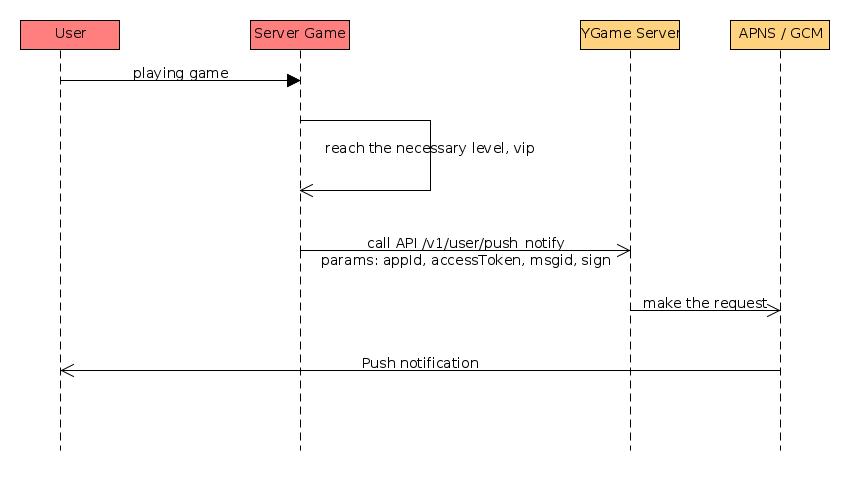 User
Server Game
YGame Server
APNS / GCM
playing game
reach the necessary level, vip
call API /v1/user/push_notify
params: appId, accessToken, msgid, sign
make the request
Push notification